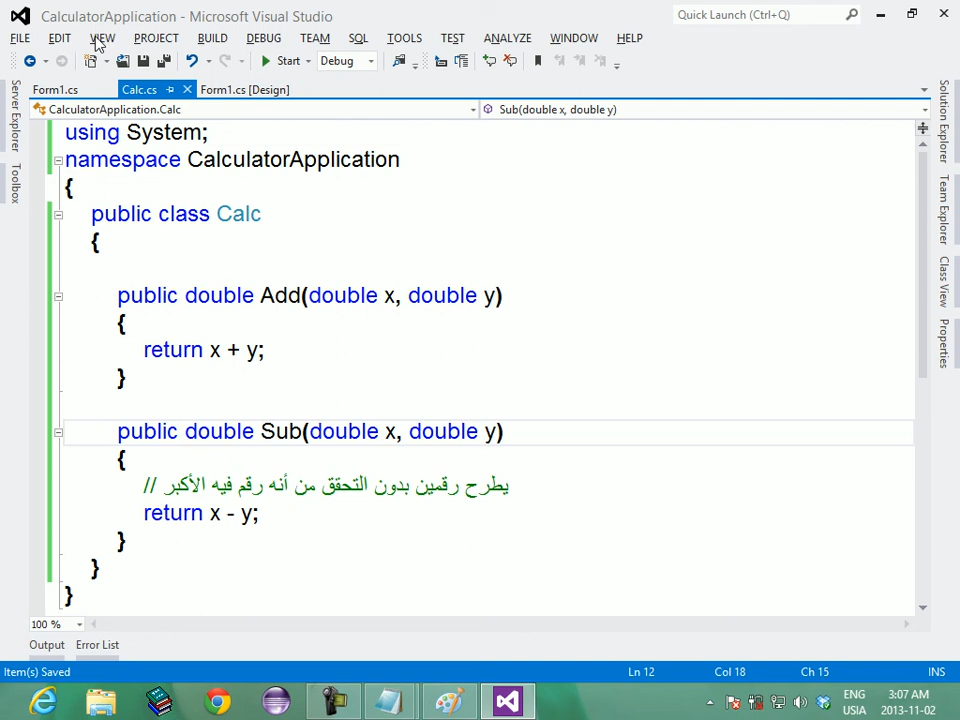 CalculatorApplication - Microsoft Visual Studio
Quick Launch (Ctrl+Q)
FILE EDIT VIEW PROJECT BUILD DEBUG TEAM SQL TOOLS TEST ANALYZE WINDOW HELP
Start Debug
Form1.cs Calc.cs Form1.cs [Design]
CalculatorApplication.Calc Sub(double x, double y)
Server Explorer
Toolbox
Solution Explorer
Team Explorer
Class View
Properties
using System;
namespace CalculatorApplication
{
public class Calc
{
public double Add(double x, double y)
{
return x + y;
}
public double Sub(double x, double y)
{
// يطرح رقمين بدون التحقق من أنه رقم فيه الأكبر
return x - y;
}
}
}
100 %
Output Error List
Item(s) Saved Ln 12 Col 18 Ch 15 INS
ENG 3:07 AM
USIA 2013-11-02